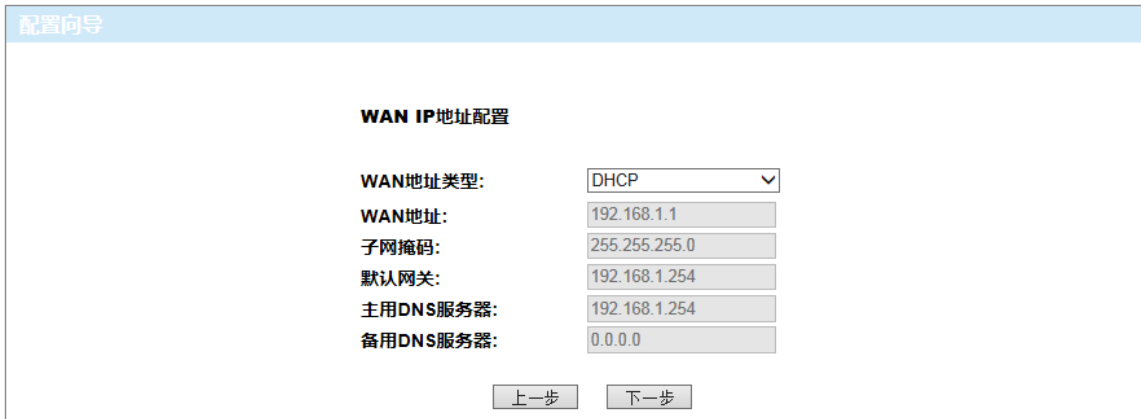 配置向导
WAN IP地址配置
WAN地址类型: DHCP
WAN地址: 192.168.1.1
子网掩码: 255.255.255.0
默认网关: 192.168.1.254
主用DNS服务器: 192.168.1.254
备用DNS服务器: 0.0.0.0
上一步 下一步